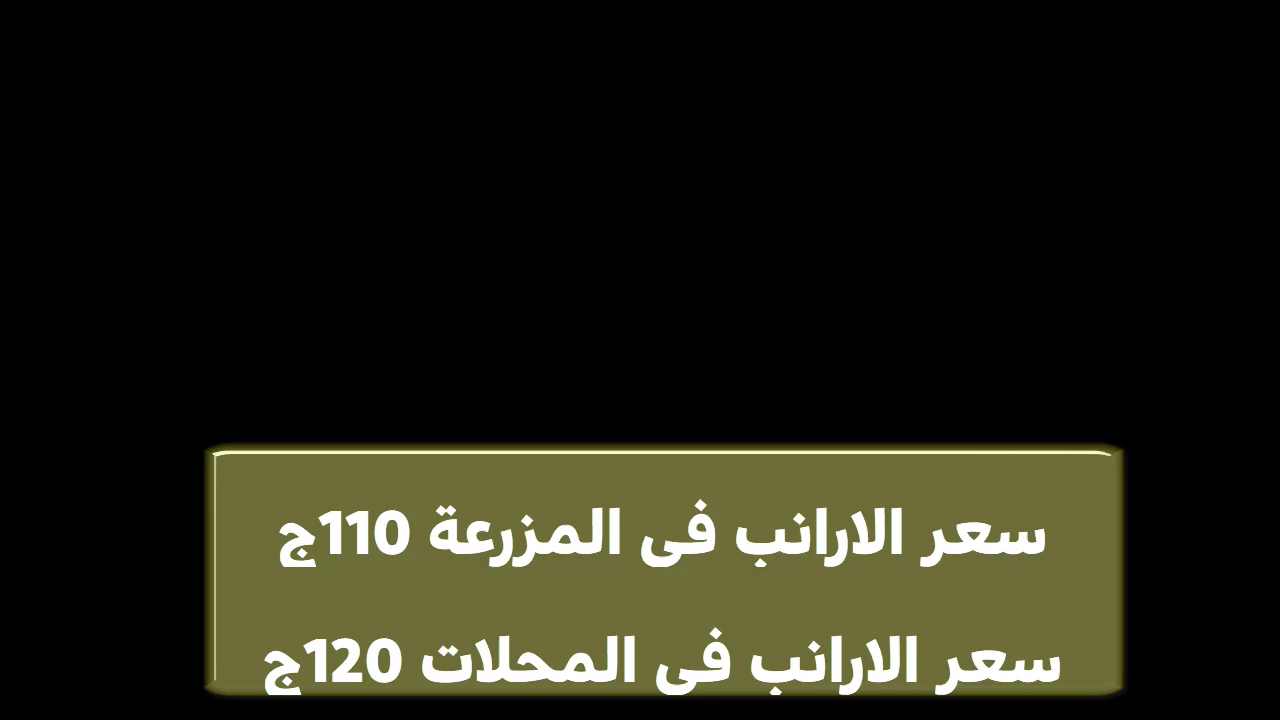 سعر الارانب فى المزرعة 110ج
سعر الارانب فى المحلات 120ج